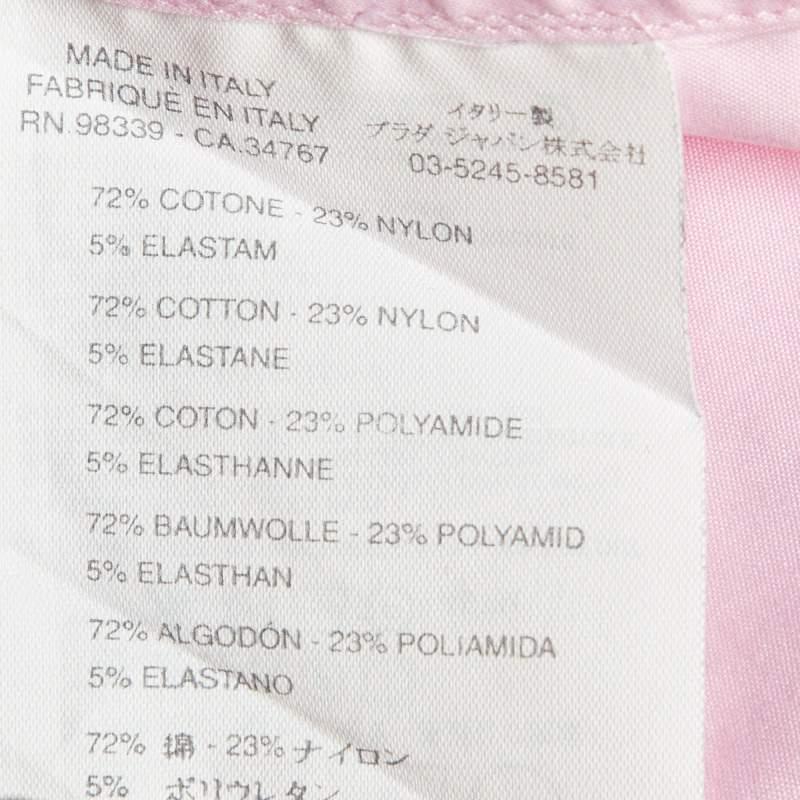 MADE IN ITALY
FABRIQUE EN ITALY
RN.98339 - CA.34767
イタリー製
プラダ ジャパン株式会社
03-5245-8581
72% COTONE - 23% NYLON
5% ELASTAM
72% COTTON - 23% NYLON
5% ELASTANE
72% COTON - 23% POLYAMIDE
5% ELASTHANNE
72% BAUMWOLLE - 23% POLYAMID
5% ELASTHAN
72% ALGODÓN - 23% POLIAMIDA
5% ELASTANO
72% 綿 - 23% ナイロン
5% ポリウレタン